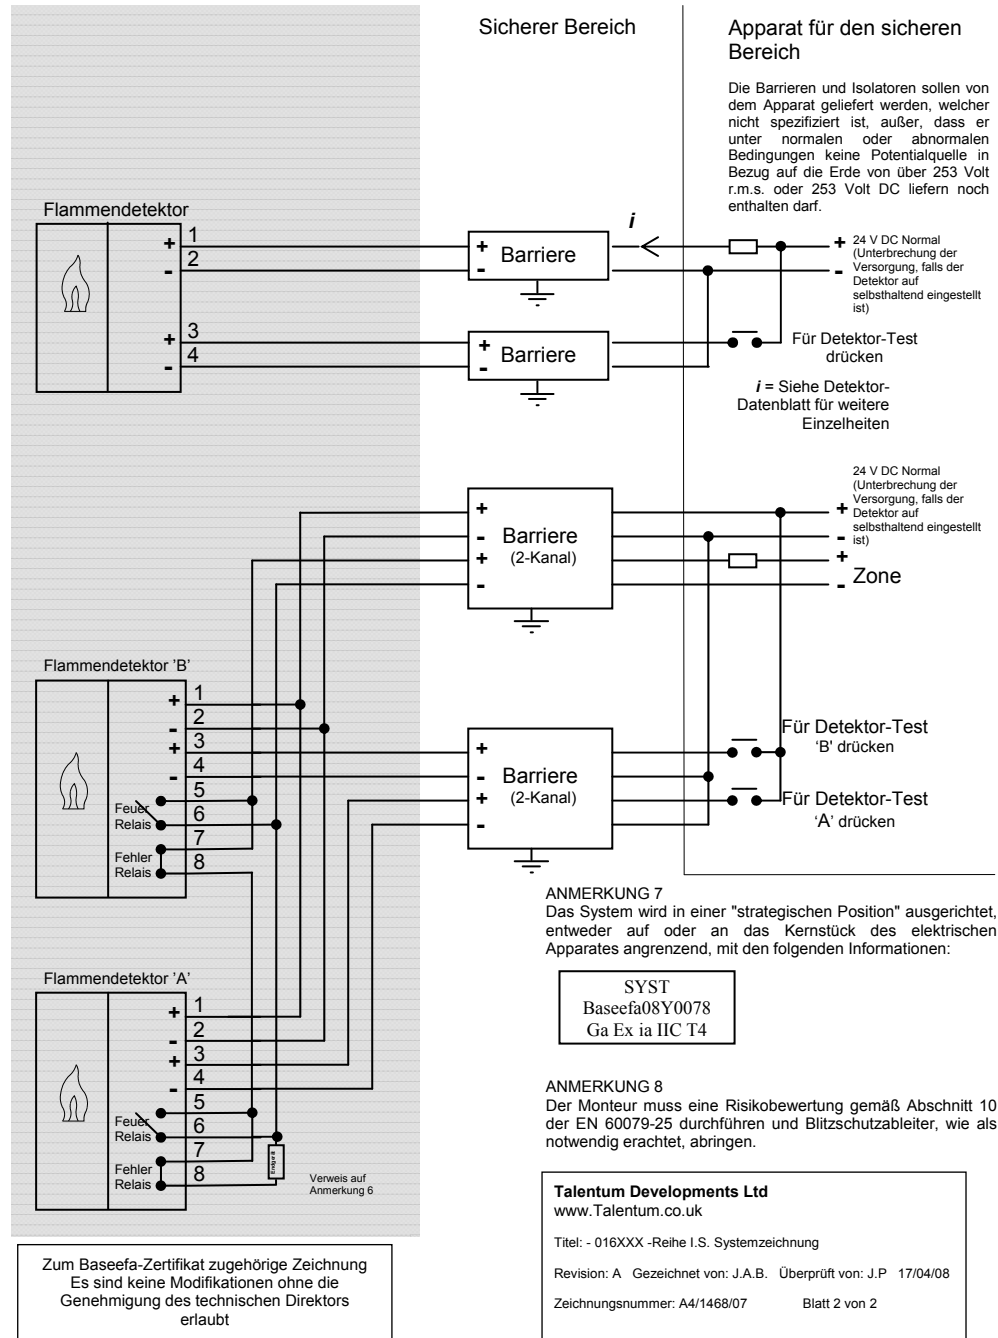 Sicherer Bereich
Apparat für den sicheren
Bereich
Die Barrieren und Isolatoren sollen von
dem Apparat geliefert werden, welcher
nicht spezifiziert ist, außer, dass er
unter normalen oder abnormalen
Bedingungen keine Potentialquelle in
Bezug auf die Erde von über 253 Volt
r.m.s. oder 253 Volt DC liefern noch
enthalten darf.
Flammendetektor
+ 1
- 2
+ 3
- 4
+ Barriere
-
i
+ 24 V DC Normal
(Unterbrechung der
- Versorgung, falls der
Detektor auf
selbsthaltend eingestellt
ist)
+ Barriere
-
Für Detektor-Test
drücken
i = Siehe Detektor-
Datenblatt für weitere
Einzelheiten
+
- Barriere
+ (2-Kanal)
-
24 V DC Normal
(Unterbrechung der
Versorgung, falls der
+ Detektor auf
selbsthaltend eingestellt
- ist)
+
- Zone
Flammendetektor 'B'
+ 1
- 2
+ 3
- 4
5
Feuer 6
Relais
7
Fehler 8
Relais
+
- Barriere
+ (2-Kanal)
-
Für Detektor-Test
'B' drücken
Für Detektor-Test
'A' drücken
Flammendetektor 'A'
+ 1
- 2
+ 3
- 4
5
Feuer 6
Relais
7
Fehler 8
Relais
Endgerät
Verweis auf
Anmerkung 6
ANMERKUNG 7
Das System wird in einer "strategischen Position" ausgerichtet,
entweder auf oder an das Kernstück des elektrischen
Apparates angrenzend, mit den folgenden Informationen:
SYST
Baseefa08Y0078
Ga Ex ia IIC T4
ANMERKUNG 8
Der Monteur muss eine Risikobewertung gemäß Abschnitt 10
der EN 60079-25 durchführen und Blitzschutzableiter, wie als
notwendig erachtet, abringen.
Zum Baseefa-Zertifikat zugehörige Zeichnung
Es sind keine Modifikationen ohne die
Genehmigung des technischen Direktors
erlaubt
Talentum Developments Ltd
www.Talentum.co.uk
Titel: - 016XXX -Reihe I.S. Systemzeichnung
Revision: A Gezeichnet von: J.A.B. Überprüft von: J.P 17/04/08
Zeichnungsnummer: A4/1468/07 Blatt 2 von 2